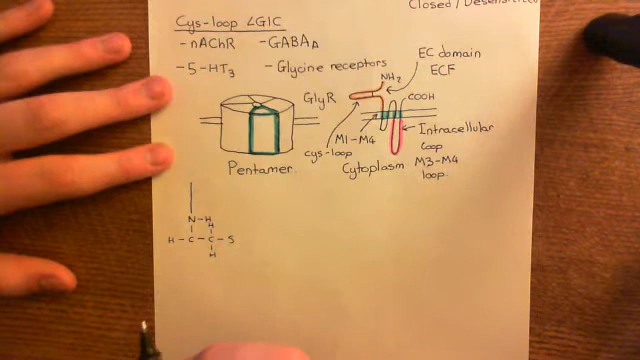 Closed/Desensitized
Cys-loop LGIC
- nAChR - GABAA
- 5-HT3 - Glycine receptors
EC domain
ECF
NH2
GlyR
COOH
M1-M4
Intracellular
loop
M3-M4
loop.
cys-loop
Cytoplasm
Pentamer.
N-H
H
H-C-C-S
H